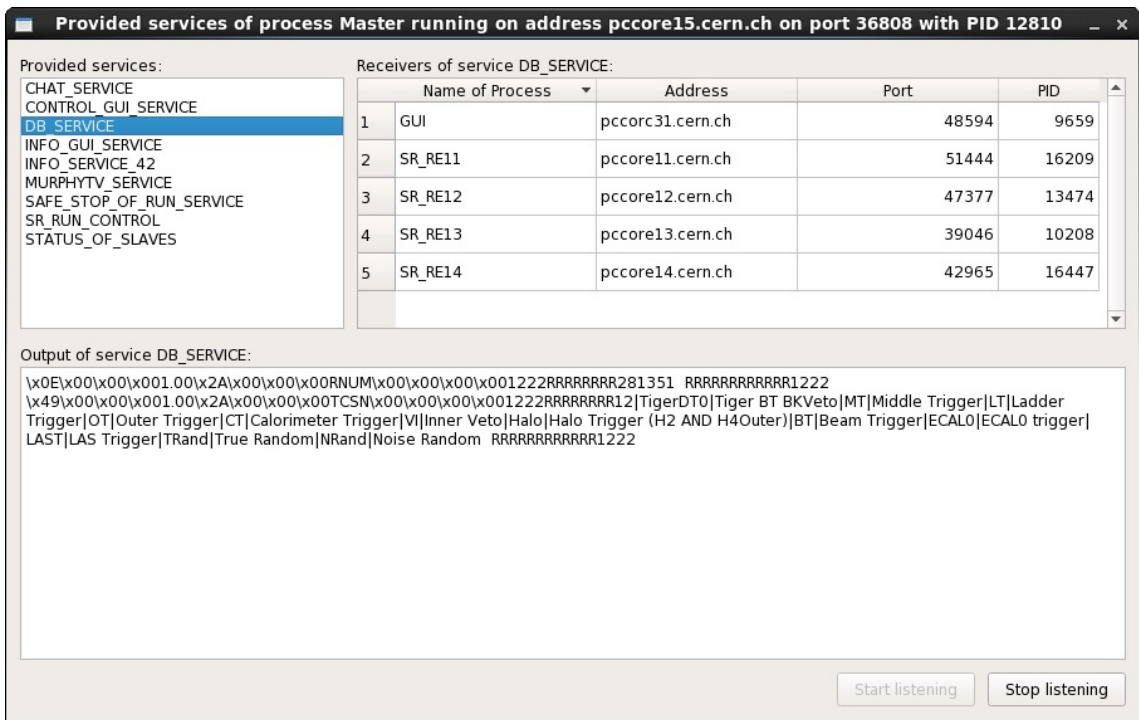 Provided services of process Master running on address pccore15.cern.ch on port 36808 with PID 12810
Provided services:
CHAT_SERVICE
CONTROL_GUI_SERVICE
DB_SERVICE
INFO_GUI_SERVICE
INFO_SERVICE_42
MURPHYTV_SERVICE
SAFE_STOP_OF_RUN_SERVICE
SR_RUN_CONTROL
STATUS_OF_SLAVES
Receivers of service DB_SERVICE:
Name of Process Address Port PID
1 GUI pccorc31.cern.ch 48594 9659
2 SR_RE11 pccore11.cern.ch 51444 16209
3 SR_RE12 pccore12.cern.ch 47377 13474
4 SR_RE13 pccore13.cern.ch 39046 10208
5 SR_RE14 pccore14.cern.ch 42965 16447
Output of service DB_SERVICE:
\x0E\x00\x00\x001.00\x2A\x00\x00\x00RNUM\x00\x00\x00\x001222RRRRRRRR281351 RRRRRRRRRRRR1222
\x49\x00\x00\x001.00\x2A\x00\x00\x00TCSN\x00\x00\x00\x001222RRRRRRRR12|TigerDT0|Tiger BT BKVeto|MT|Middle Trigger|LT|Ladder
Trigger|OT|Outer Trigger|CT|Calorimeter Trigger|VI|Inner Veto|Halo|Halo Trigger (H2 AND H4Outer)|BT|Beam Trigger|ECAL0|ECAL0 trigger|
LAST|LAS Trigger|TRand|True Random|NRand|Noise Random RRRRRRRRRRRR1222
Start listening
Stop listening